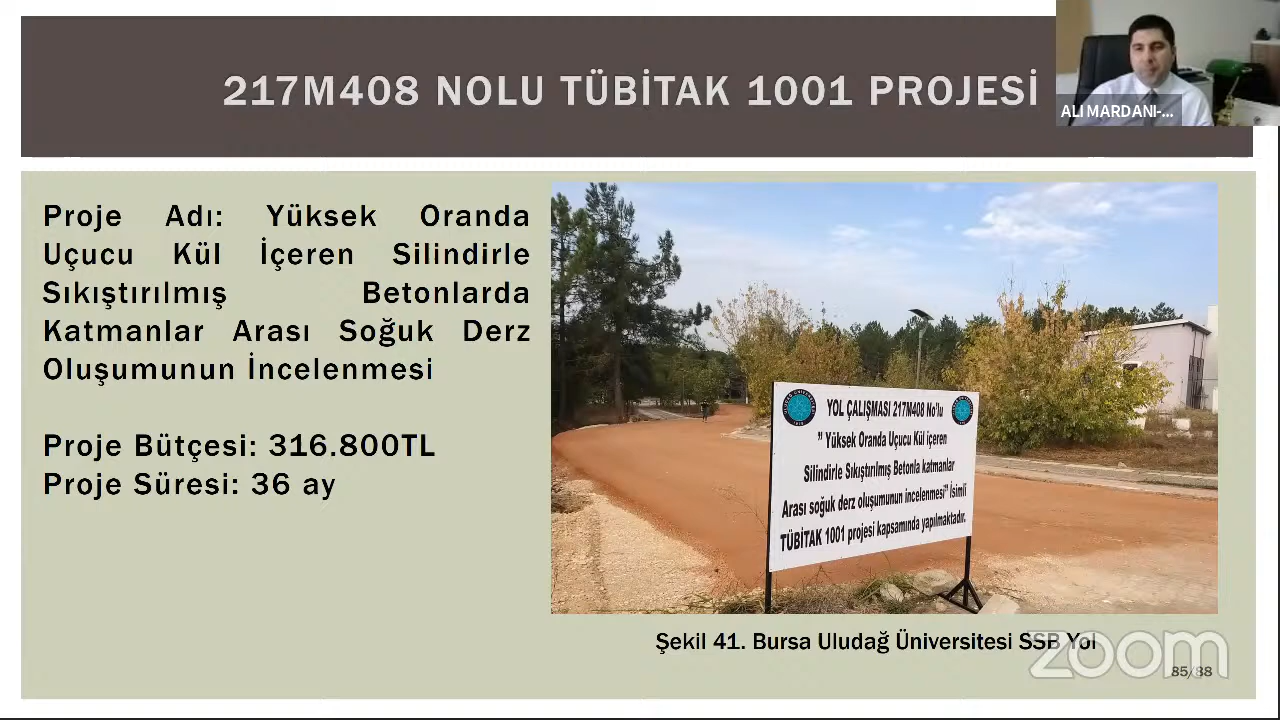 217M408 NOLU TÜBİTAK 1001 PROJESİ
ALI MARDANI-...
Proje Adı: Yüksek Oranda
Uçucu Kül İçeren Silindirle
Sıkıştırılmış Betonlarda
Katmanlar Arası Soğuk Derz
Oluşumunun İncelenmesi
Proje Bütçesi: 316.800TL
Proje Süresi: 36 ay
YOL ÇALIŞMASI 217M408 No'lu
" Yüksek Oranda Uçucu Kül içeren
Silindirle Sıkıştırılmış Betonla katmanlar
Arası soğuk derz oluşumunun incelenmesi" İsimli
TÜBİTAK 1001 projesi kapsamında yapılmaktadır.
Şekil 41. Bursa Uludağ Üniversitesi SSB Yol
zoom
85/88